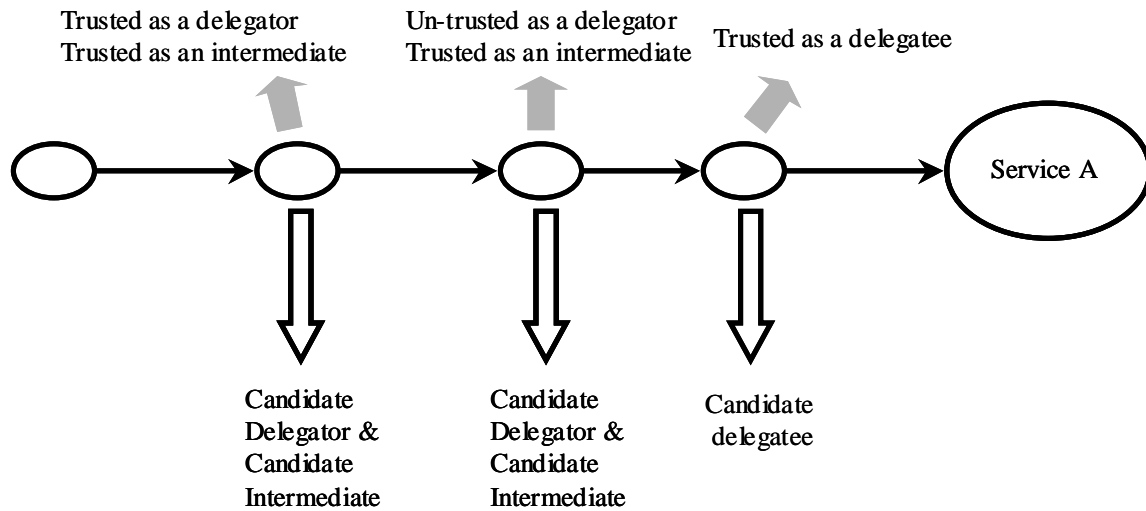 Trusted as a delegator
Trusted as an intermediate
Un-trusted as a delegator
Trusted as an intermediate
Trusted as a delegatee
Service A
Candidate
Delegator &
Candidate
Intermediate
Candidate
Delegator &
Candidate
Intermediate
Candidate
delegatee